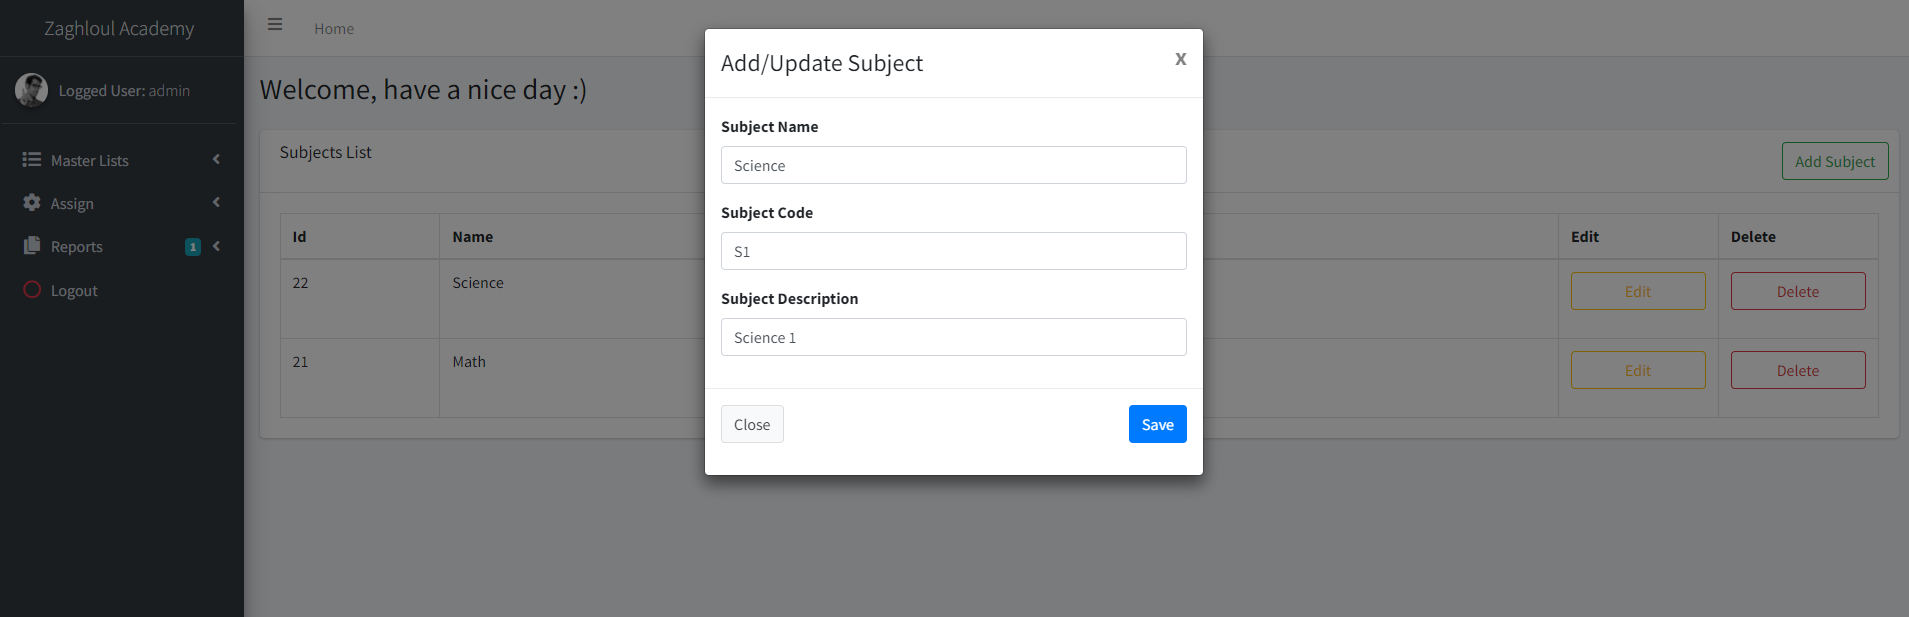 Zaghloul Academy
Home
Logged User: admin
Master Lists
Assign
Reports 1
Logout
Welcome, have a nice day :)
Subjects List
Add Subject
Id Name Edit Delete
22 Science Edit Delete
21 Math Edit Delete
Add/Update Subject
X
Subject Name
Science
Subject Code
S1
Subject Description
Science 1
Close Save